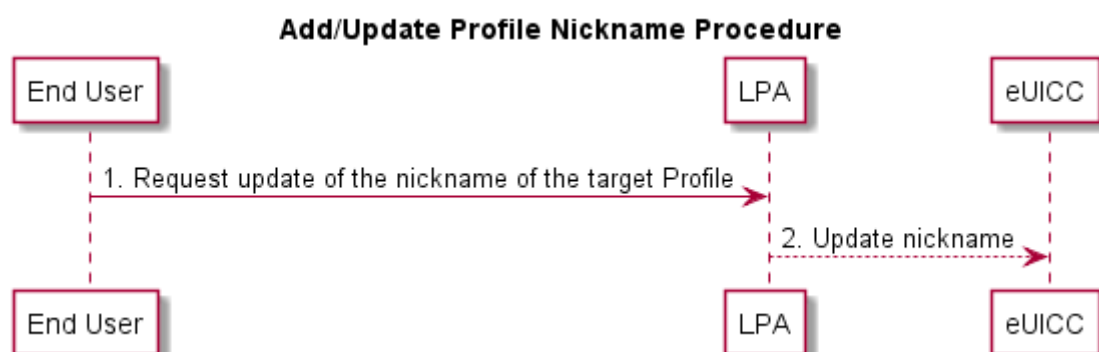 Add/Update Profile Nickname Procedure
End User
LPA
eUICC
1. Request update of the nickname of the target Profile
2. Update nickname
End User
LPA
eUICC